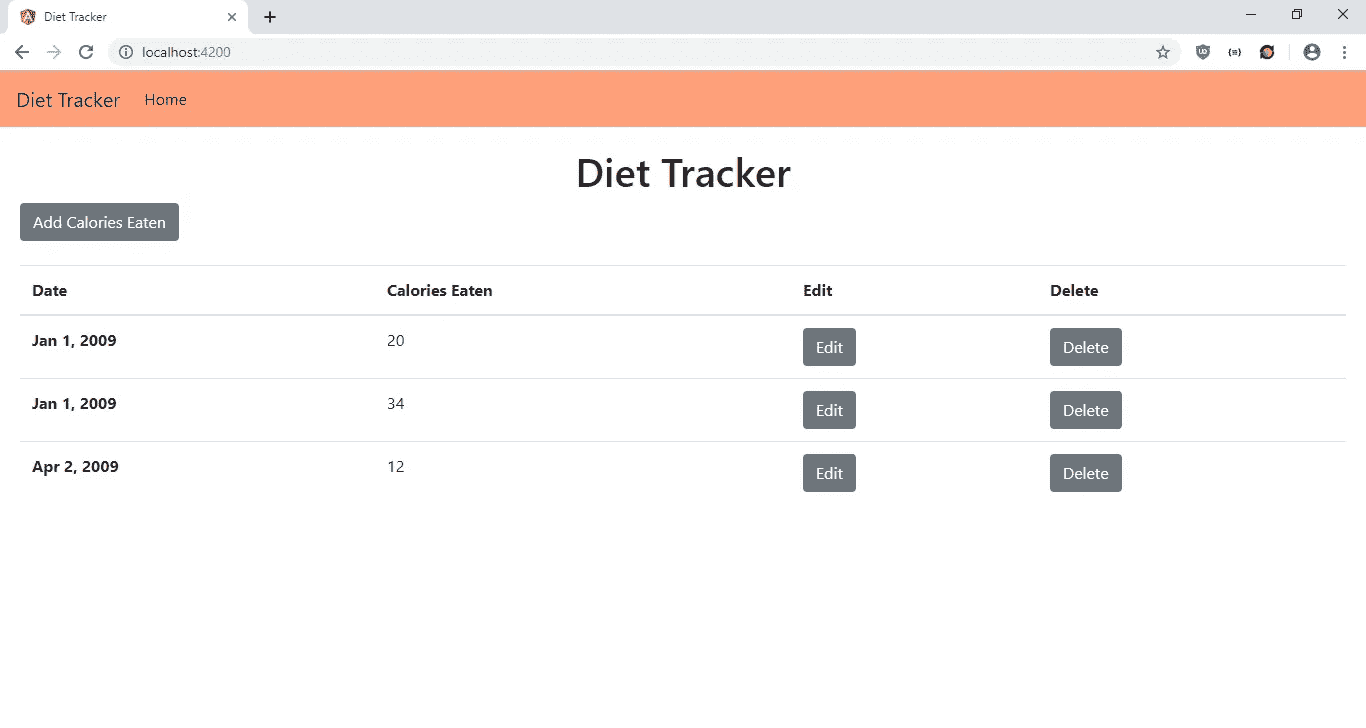 Diet Tracker
localhost:4200
Diet Tracker Home
Diet Tracker
Add Calories Eaten
Date Calories Eaten Edit Delete
Jan 1, 2009 20 Edit Delete
Jan 1, 2009 34 Edit Delete
Apr 2, 2009 12 Edit Delete